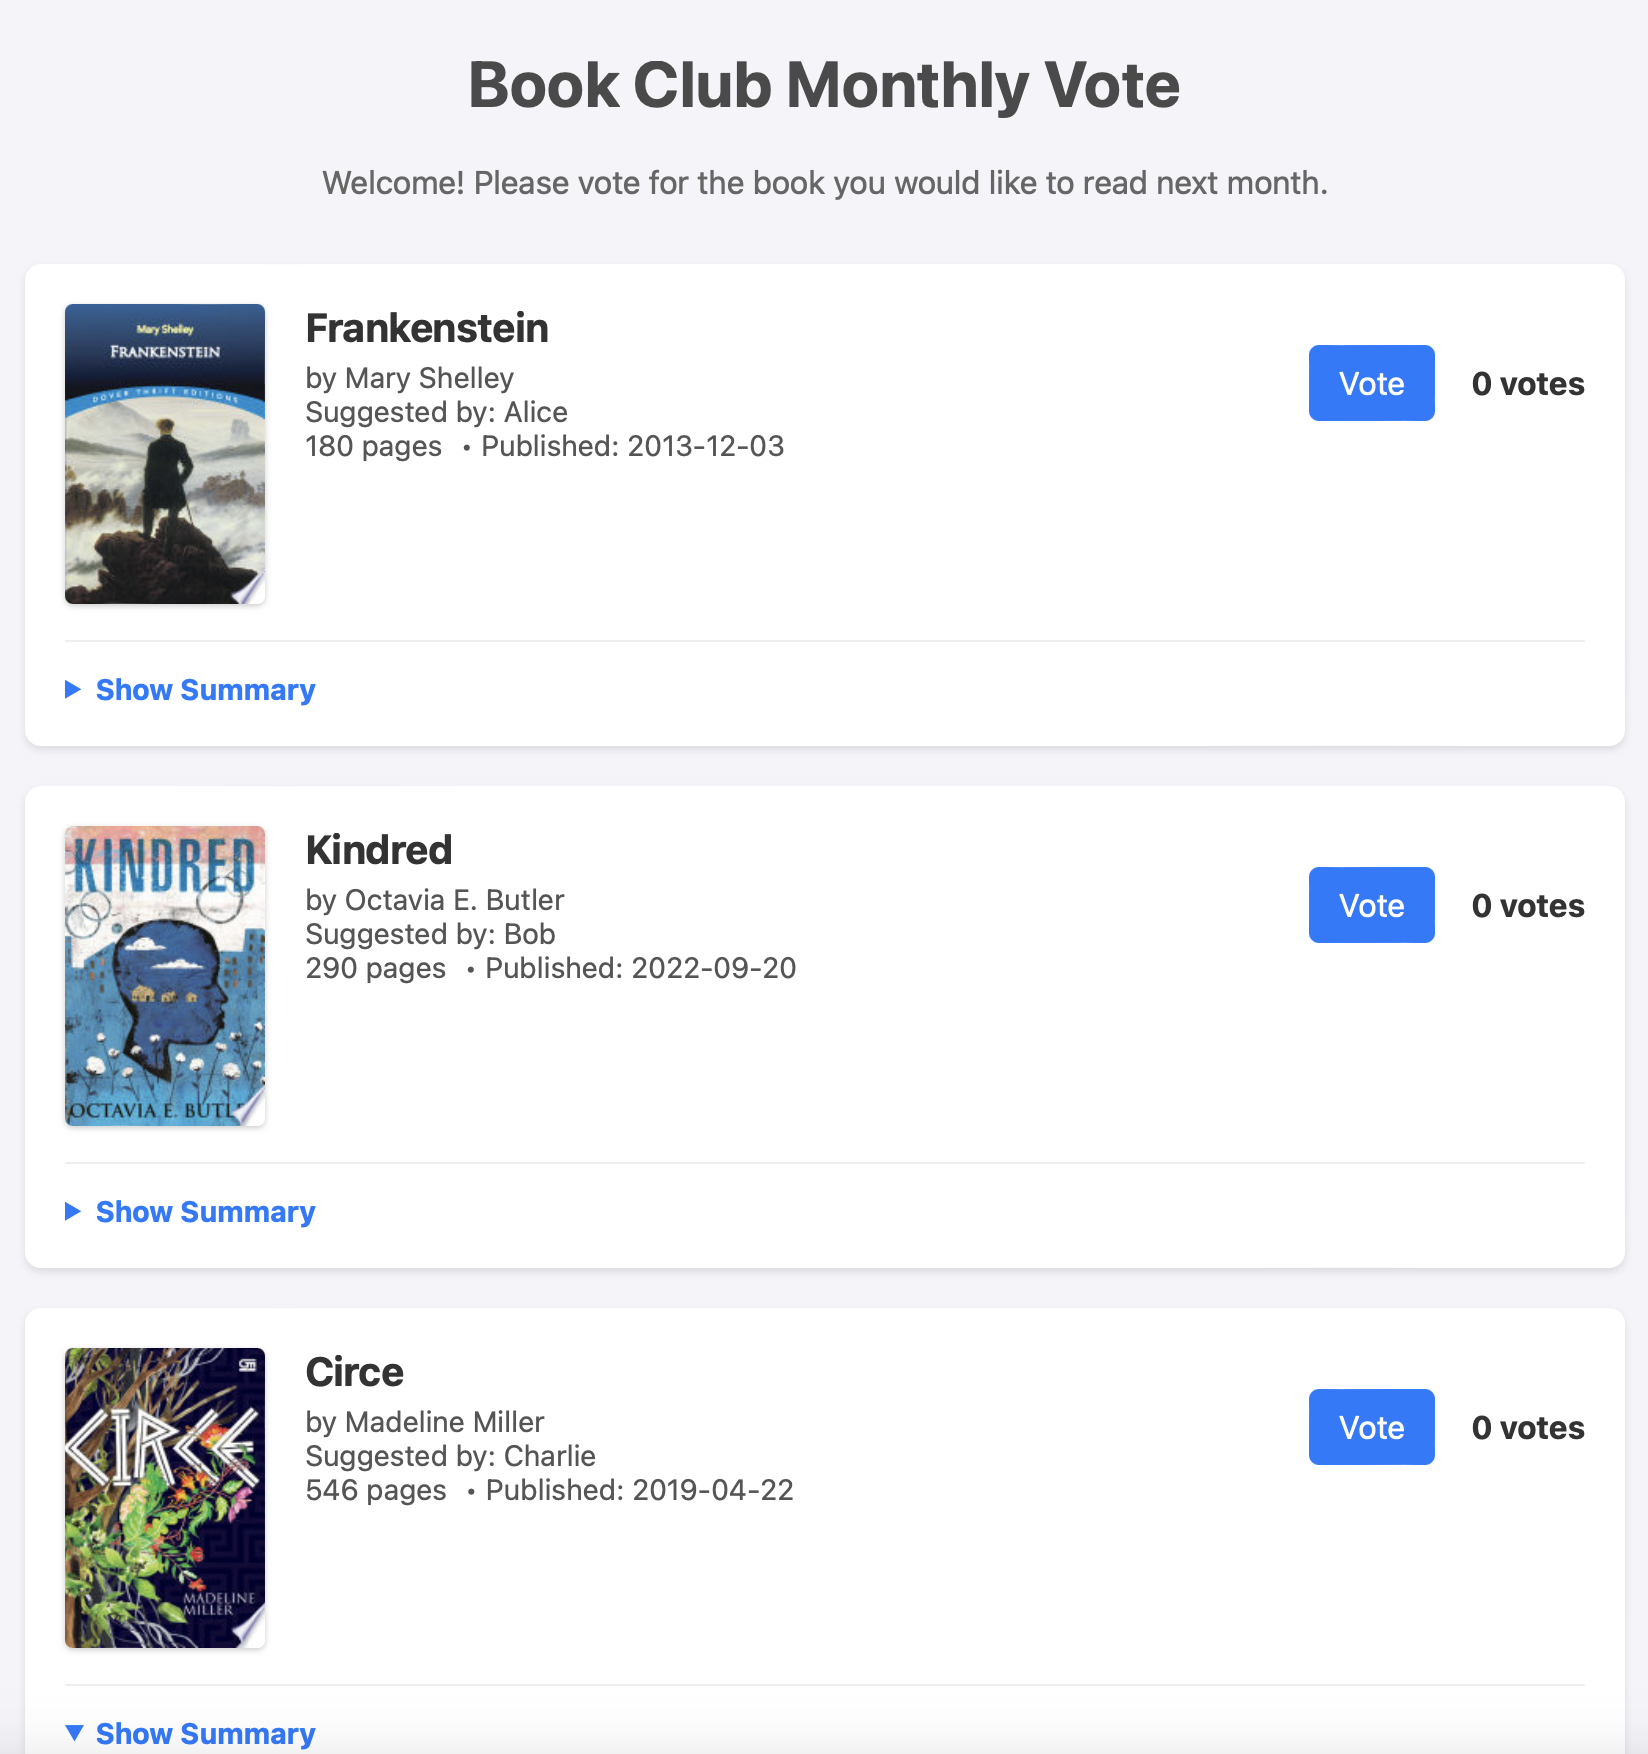 Book Club Monthly Vote
Welcome! Please vote for the book you would like to read next month.
Mary Shelley
FRANKENSTEIN
DOVER THRIFT EDITIONS
Frankenstein
by Mary Shelley
Suggested by: Alice
180 pages • Published: 2013-12-03
Vote
0 votes
Show Summary
KINDRED
OCTAVIA E. BUTL
Kindred
by Octavia E. Butler
Suggested by: Bob
290 pages • Published: 2022-09-20
Vote
0 votes
Show Summary
CIRCE
MADELINE
MILLER
Circe
by Madeline Miller
Suggested by: Charlie
546 pages • Published: 2019-04-22
Vote
0 votes
Show Summary